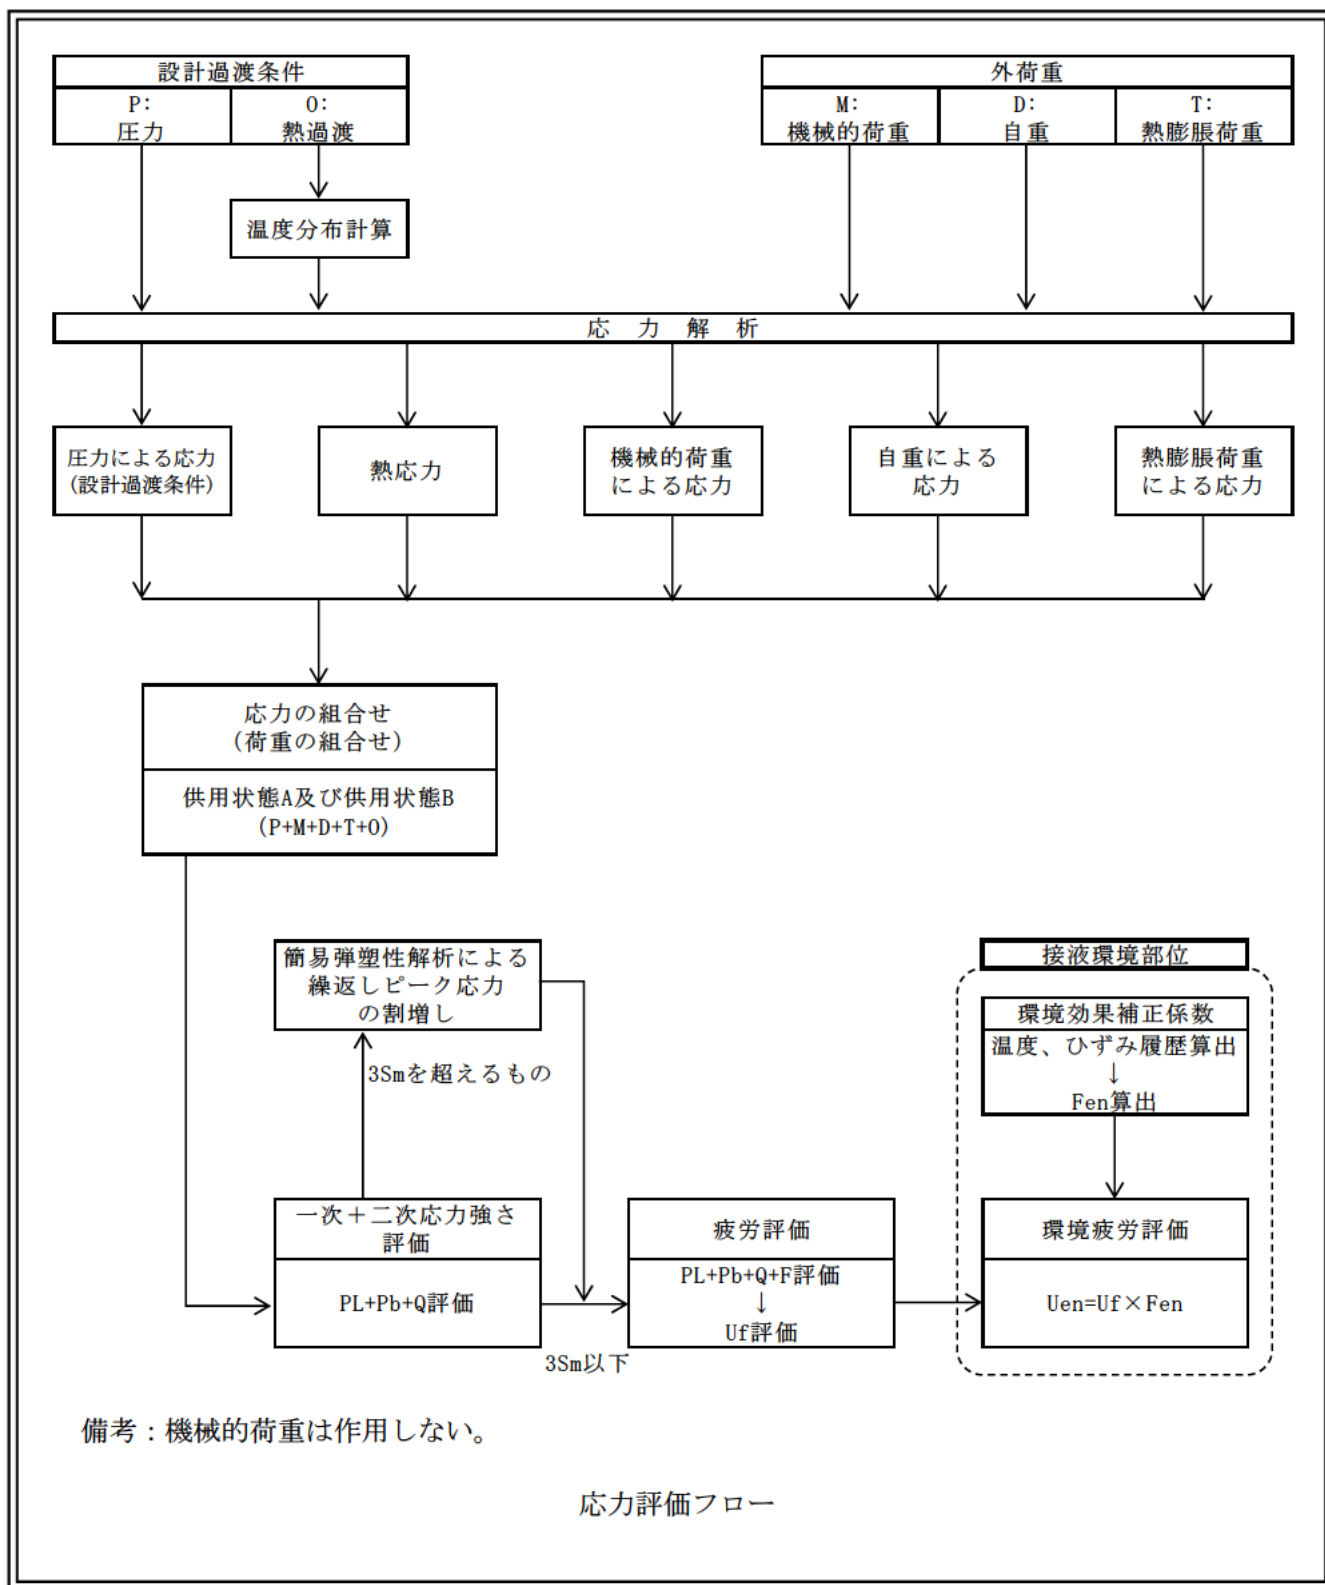 設計過渡条件
P:
圧力
O:
熱過渡
外荷重
M:
機械的荷重
D:
自重
T:
熱膨脹荷重
温度分布計算
応 力 解 析
圧力による応力
(設計過渡条件)
熱応力
機械的荷重
による応力
自重による
応力
熱膨脹荷重
による応力
応力の組合せ
(荷重の組合せ)
供用状態A及び供用状態B
(P+M+D+T+O)
簡易弾塑性解析による
繰返しピーク応力
の割増し
3Smを超えるもの
接液環境部位
環境効果補正係数
温度、ひずみ履歴算出
↓
Fen算出
一次+二次応力強さ
評価
PL+Pb+Q評価
3Sm以下
疲労評価
PL+Pb+Q+F評価
↓
Uf評価
環境疲労評価
Uen=Uf×Fen
備考:機械的荷重は作用しない。
応力評価フロー